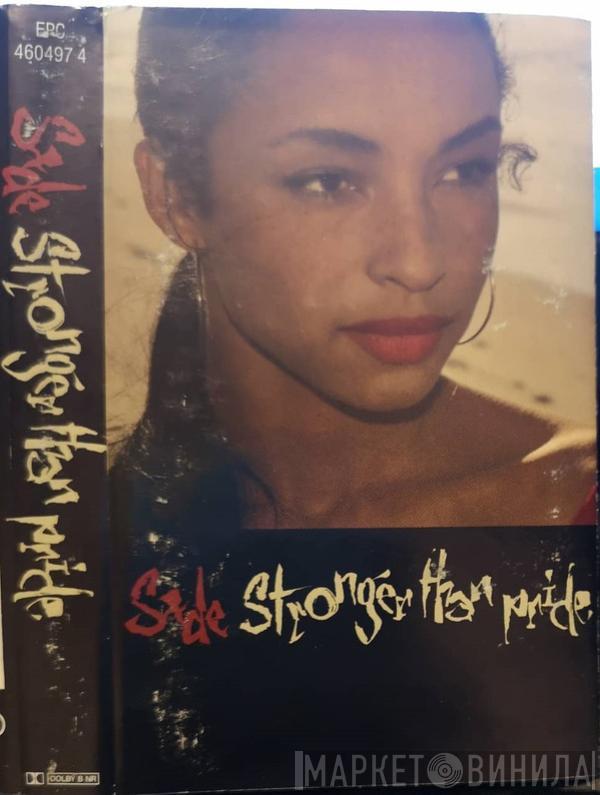 EPC
460497 4
Sade Stronger than pride.
DOLBY B NR
Sade Stronger than pride.
МАРКЕТ ВИНИЛА